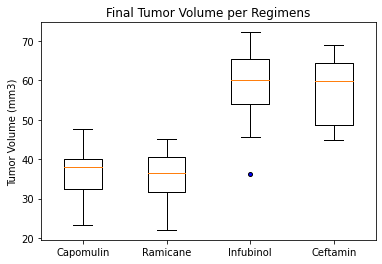 Final Tumor Volume per Regimens
Tumor Volume (mm3)
70
60
50
40
30
20
Capomulin
Ramicane
Infubinol
Ceftamin